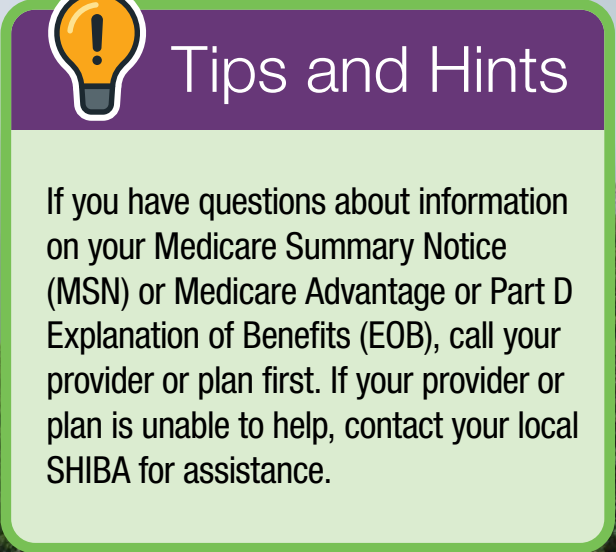 Tips and Hints
If you have questions about information
on your Medicare Summary Notice
(MSN) or Medicare Advantage or Part D
Explanation of Benefits (EOB), call your
provider or plan first. If your provider or
plan is unable to help, contact your local
SHIBA for assistance.